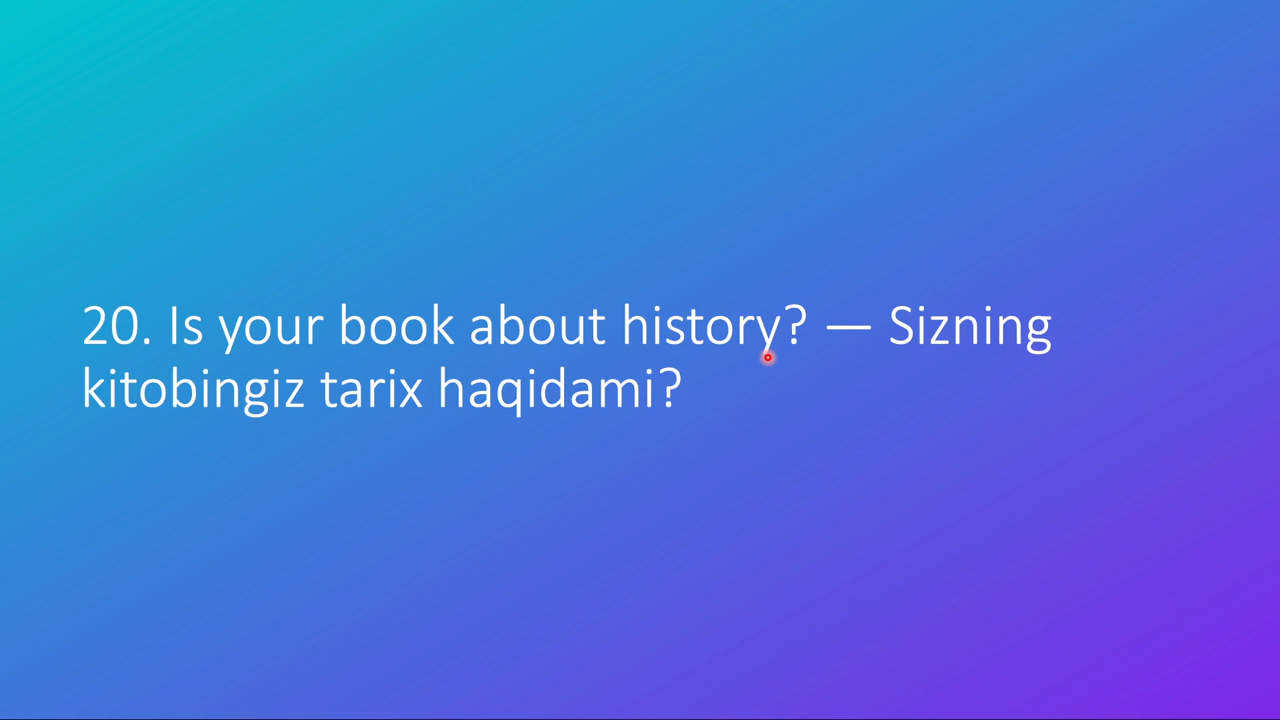 20. Is your book about history? — Sizning
kitobingiz tarix haqidami?